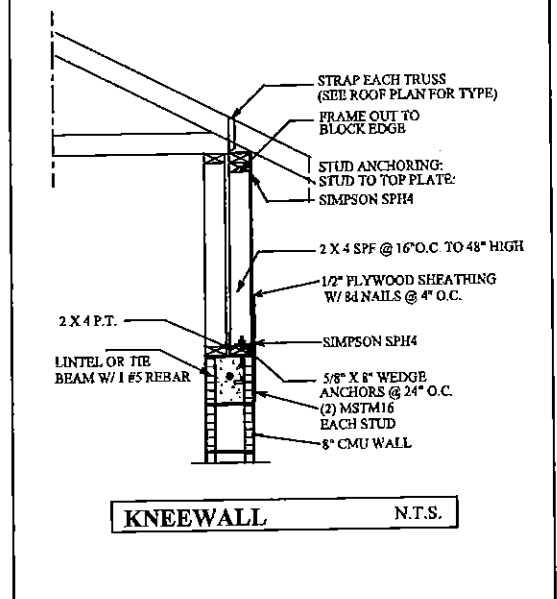 STRAP EACH TRUSS
(SEE ROOF PLAN FOR TYPE)
FRAME OUT TO
BLOCK EDGE
STUD ANCHORING:
STUD TO TOP PLATE:
SIMPSON SPH4
2 X 4 SPF @ 16"O.C. TO 48" HIGH
1/2" PLYWOOD SHEATHING
W/ 8d NAILS @ 4" O.C.
2 X 4 P.T.
SIMPSON SPH4
LINTEL OR TIE
BEAM W/ 1 #5 REBAR
5/8" X 8" WEDGE
ANCHORS @ 24" O.C.
(2) MSTM16
EACH STUD
8" CMU WALL
KNEEWALL N.T.S.